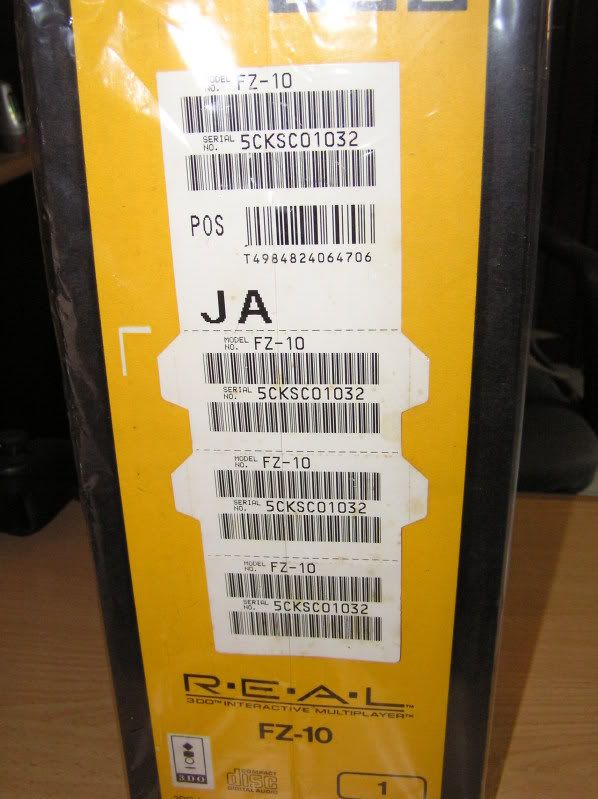 MODEL NO. FZ-10
SERIAL NO. 5CKSC01032
POS
T4984824064706
JA
MODEL NO. FZ-10
SERIAL NO. 5CKSC01032
MODEL NO. FZ-10
SERIAL NO. 5CKSC01032
MODEL NO. FZ-10
SERIAL NO. 5CKSC01032
R·E·A·L™
3DO™ INTERACTIVE MULTIPLAYER™
FZ-10
3DO
COMPACT
disc
DIGITAL AUDIO
1